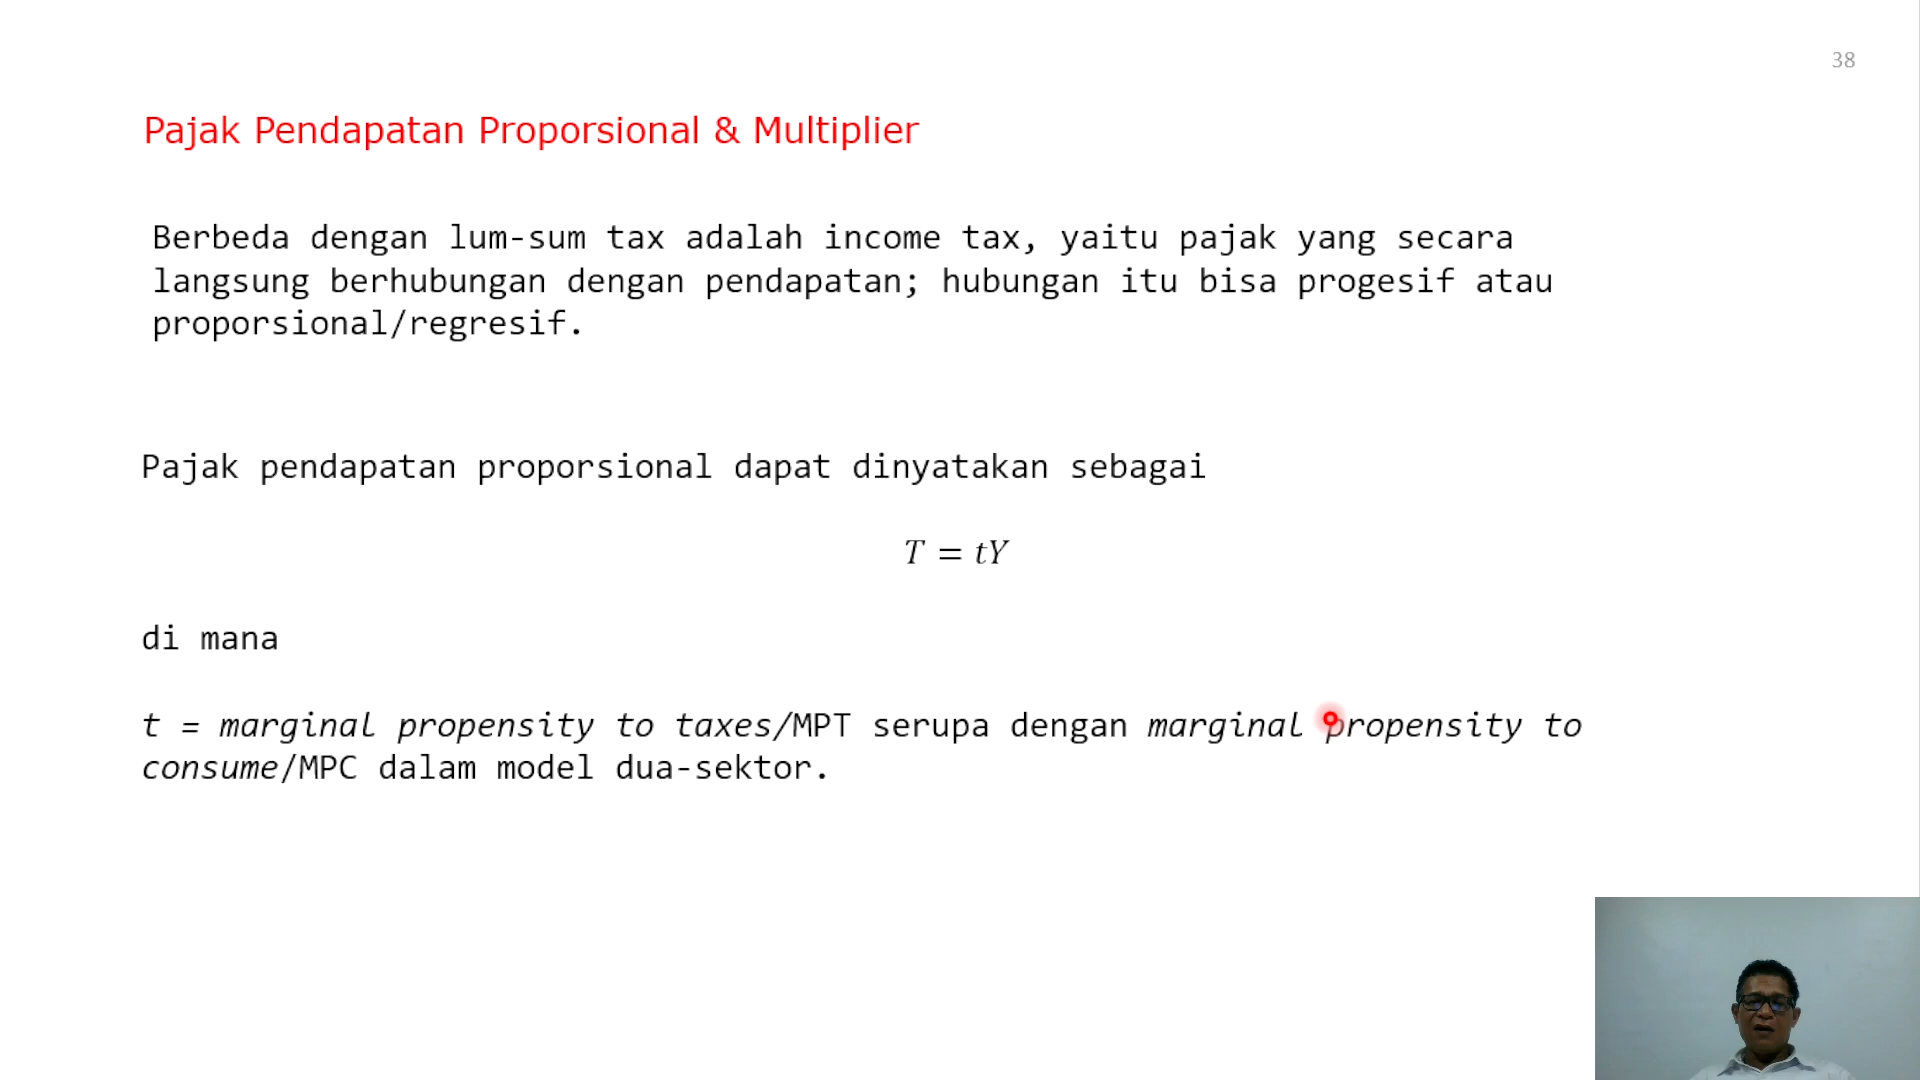 38
Pajak Pendapatan Proporsional & Multiplier
Berbeda dengan lum-sum tax adalah income tax, yaitu pajak yang secara
langsung berhubungan dengan pendapatan; hubungan itu bisa progesif atau
proporsional/regresif.
Pajak pendapatan proporsional dapat dinyatakan sebagai
T = tY
di mana
t = marginal propensity to taxes/MPT serupa dengan marginal propensity to
consume/MPC dalam model dua-sektor.